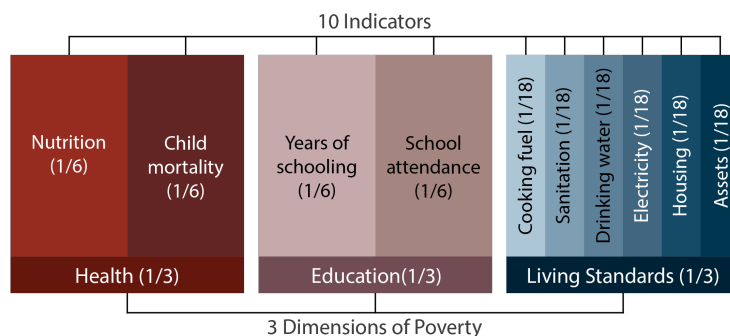 10 Indicators
Nutrition
(1/6)
Child
mortality
(1/6)
Years of
schooling
(1/6)
School
attendance
(1/6)
Cooking fuel (1/18)
Sanitation (1/18)
Drinking water (1/18)
Electricity (1/18)
Housing (1/18)
Assets (1/18)
Health (1/3)
Education(1/3)
Living Standards (1/3)
3 Dimensions of Poverty